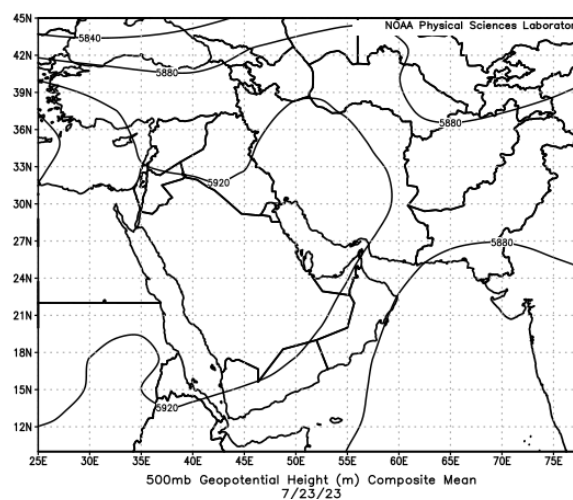 45N
NOAA Physical Sciences Laborator
5840
42N
5880
39N
5880
36N
33N
5920
30N
27N
5880
24N
21N
18N
15N
5920
12N
25E 30E 35E 40E 45E 50E 55E 60E 65E 70E 75E
500mb Geopotential Height (m) Composite Mean
7/23/23